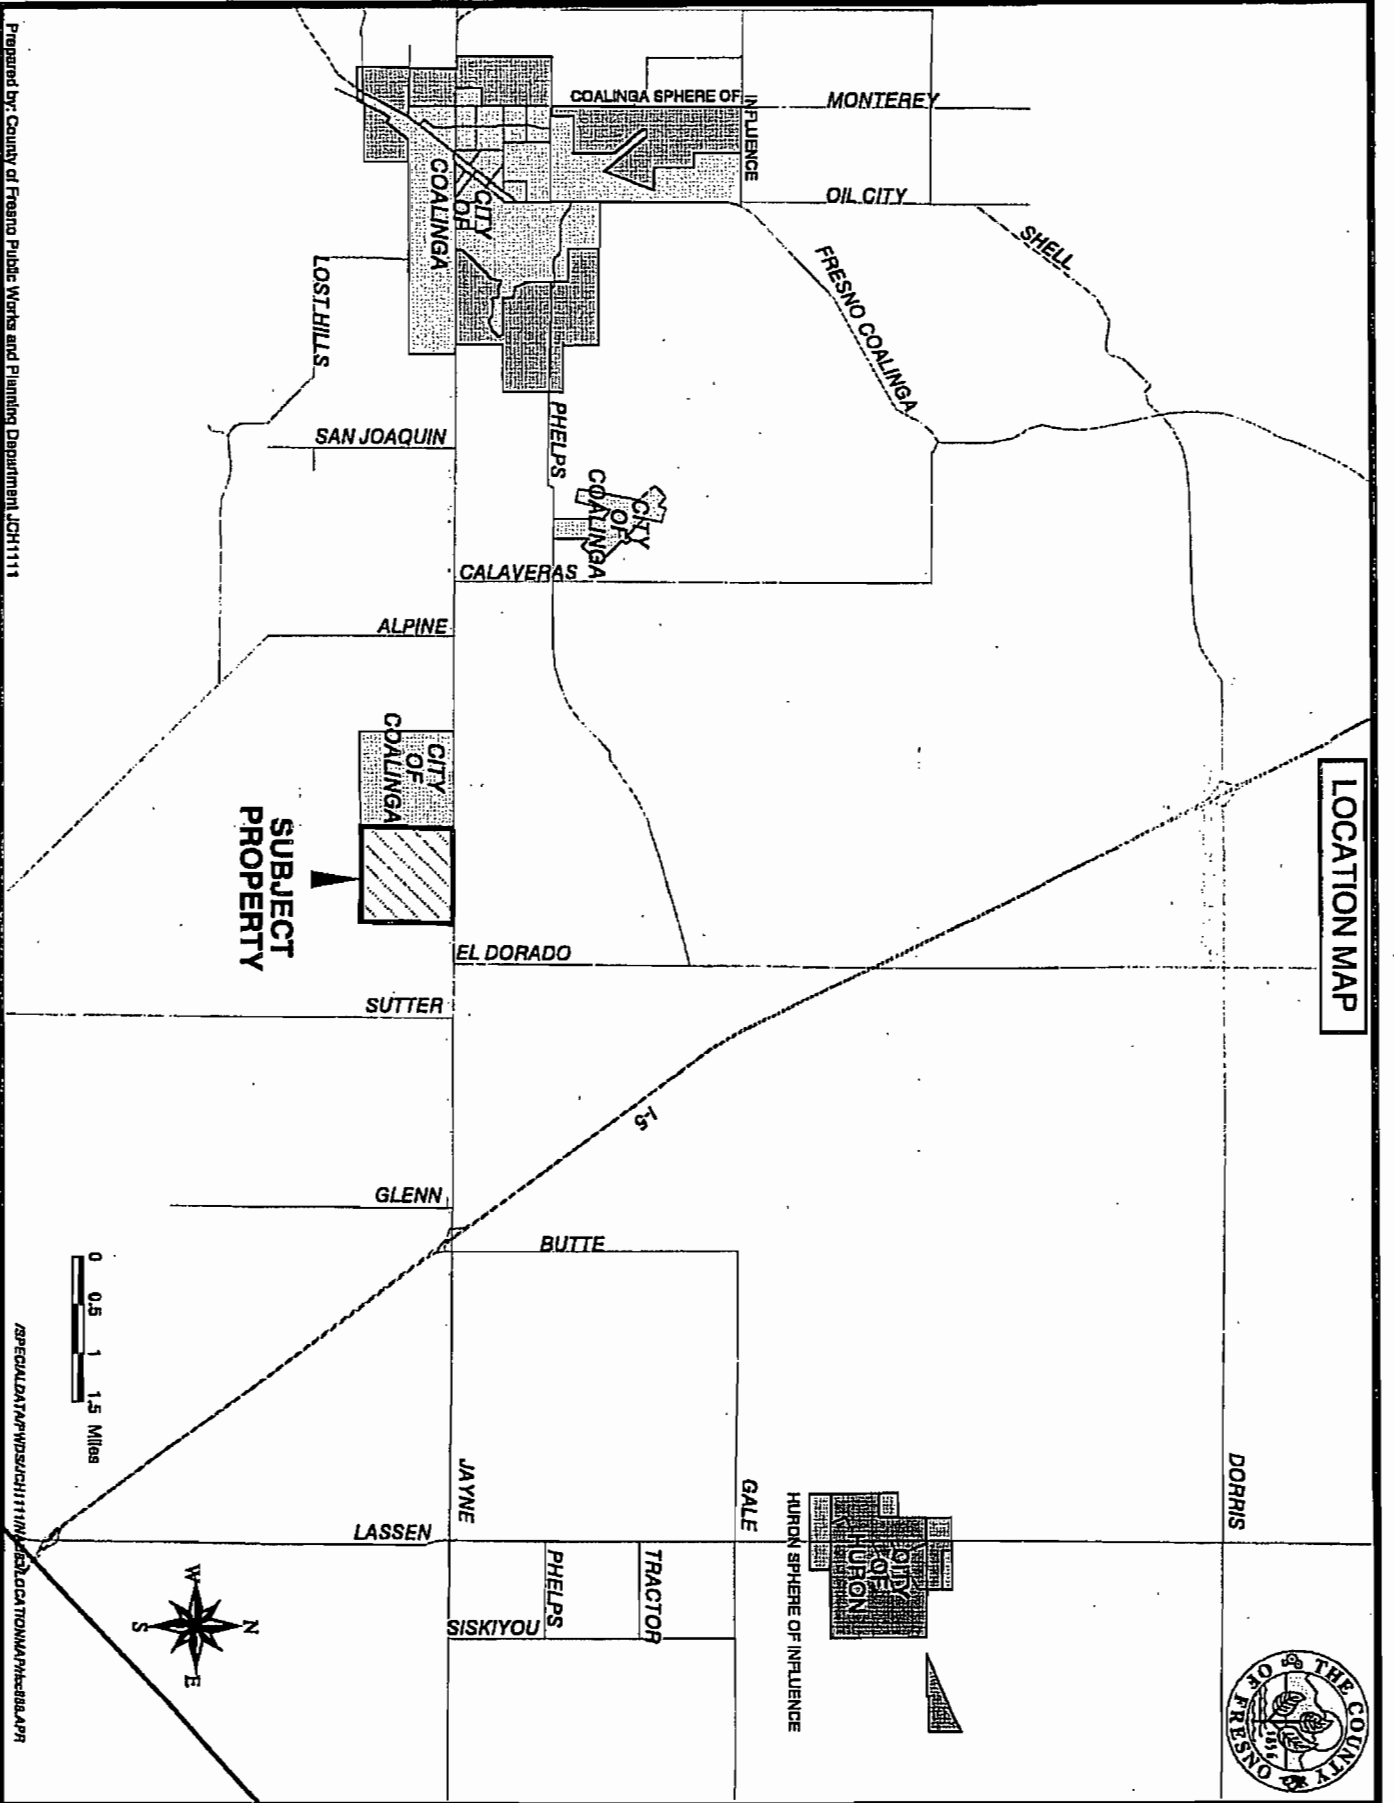 LOCATION MAP
THE COUNTY OF FRESNO
1856
MONTEREY
COALINGA SPHERE OF INFLUENCE
OIL CITY
SHELL
FRESNO COALINGA
CITY
OF
COALINGA
LOST HILLS
PHELPS
SAN JOAQUIN
CITY
OF
COALINGA
CALAVERAS
ALPINE
CITY
OF
COALINGA
SUBJECT
PROPERTY
EL DORADO
SUTTER
I-5
GLENN
BUTTE
JAYNE
GALE
DORRIS
LASSEN
HURON SPHERE OF INFLUENCE
CITY
OF
HURON
PHELPS
TRACTOR
SISKIYOU
0 0.5 1 1.5 Miles
N
W
E
S
Prepared by: County of Fresno Public Works and Planning Department JCH1111